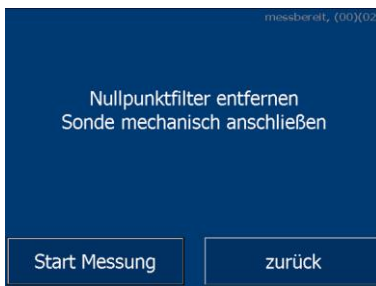 messbereit, (00)(02
Nullpunktfilter entfernen
Sonde mechanisch anschließen
Start Messung
zurück